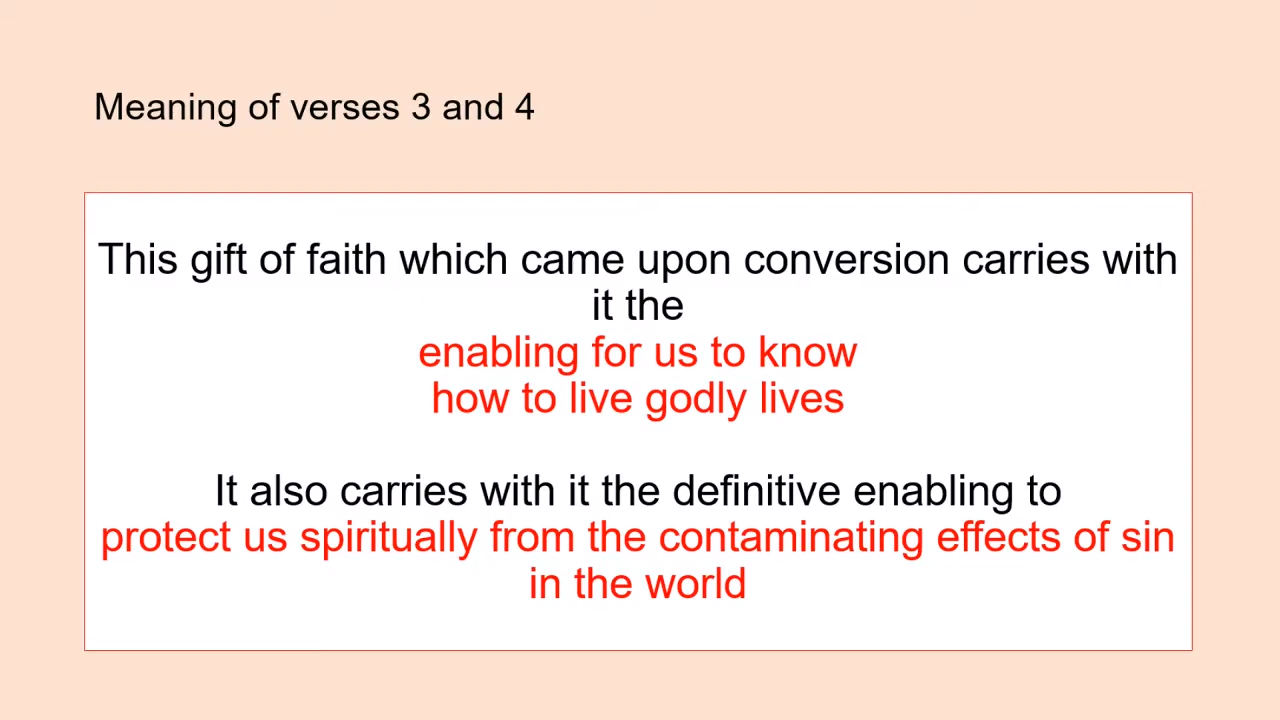 Meaning of verses 3 and 4
This gift of faith which came upon conversion carries with
it the
enabling for us to know
how to live godly lives
It also carries with it the definitive enabling to
protect us spiritually from the contaminating effects of sin
in the world